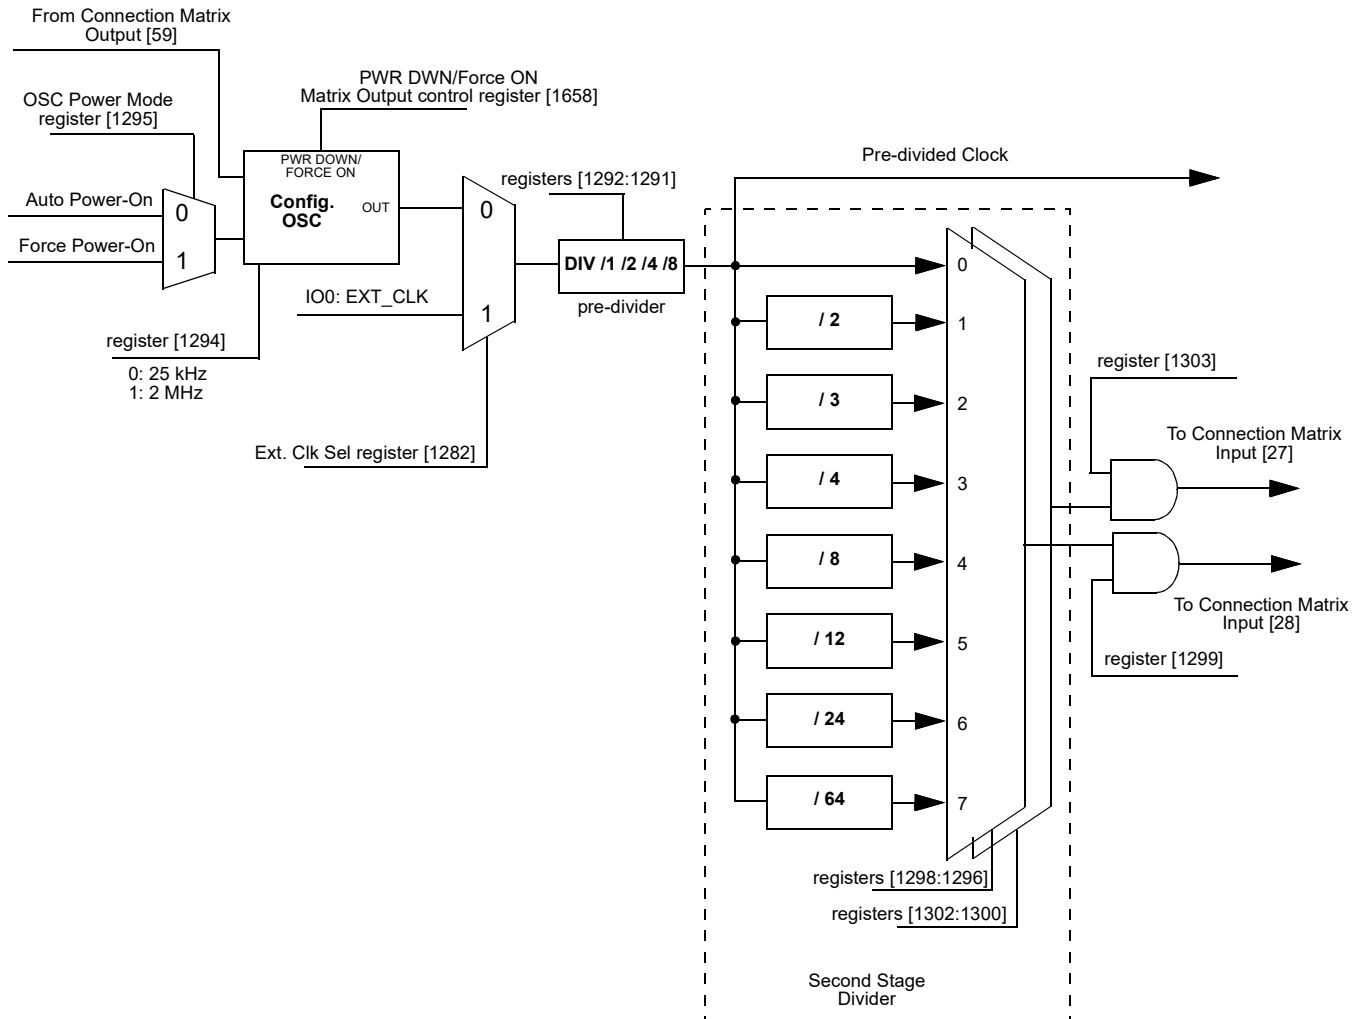 From Connection Matrix
Output [59]
PWR DWN/Force ON
Matrix Output control register [1658]
OSC Power Mode
register [1295]
PWR DOWN/
FORCE ON
Config.
OSC
OUT
Auto Power-On
0
Force Power-On
1
register [1294]
0: 25 kHz
1: 2 MHz
0
IO0: EXT_CLK
1
Ext. Clk Sel register [1282]
registers [1292:1291]
DIV /1 /2 /4 /8
pre-divider
Pre-divided Clock
0
/ 2
1
/ 3
2
/ 4
3
/ 8
4
/ 12
5
/ 24
6
/ 64
7
registers [1298:1296]
registers [1302:1300]
Second Stage
Divider
register [1303]
To Connection Matrix
Input [27]
To Connection Matrix
Input [28]
register [1299]